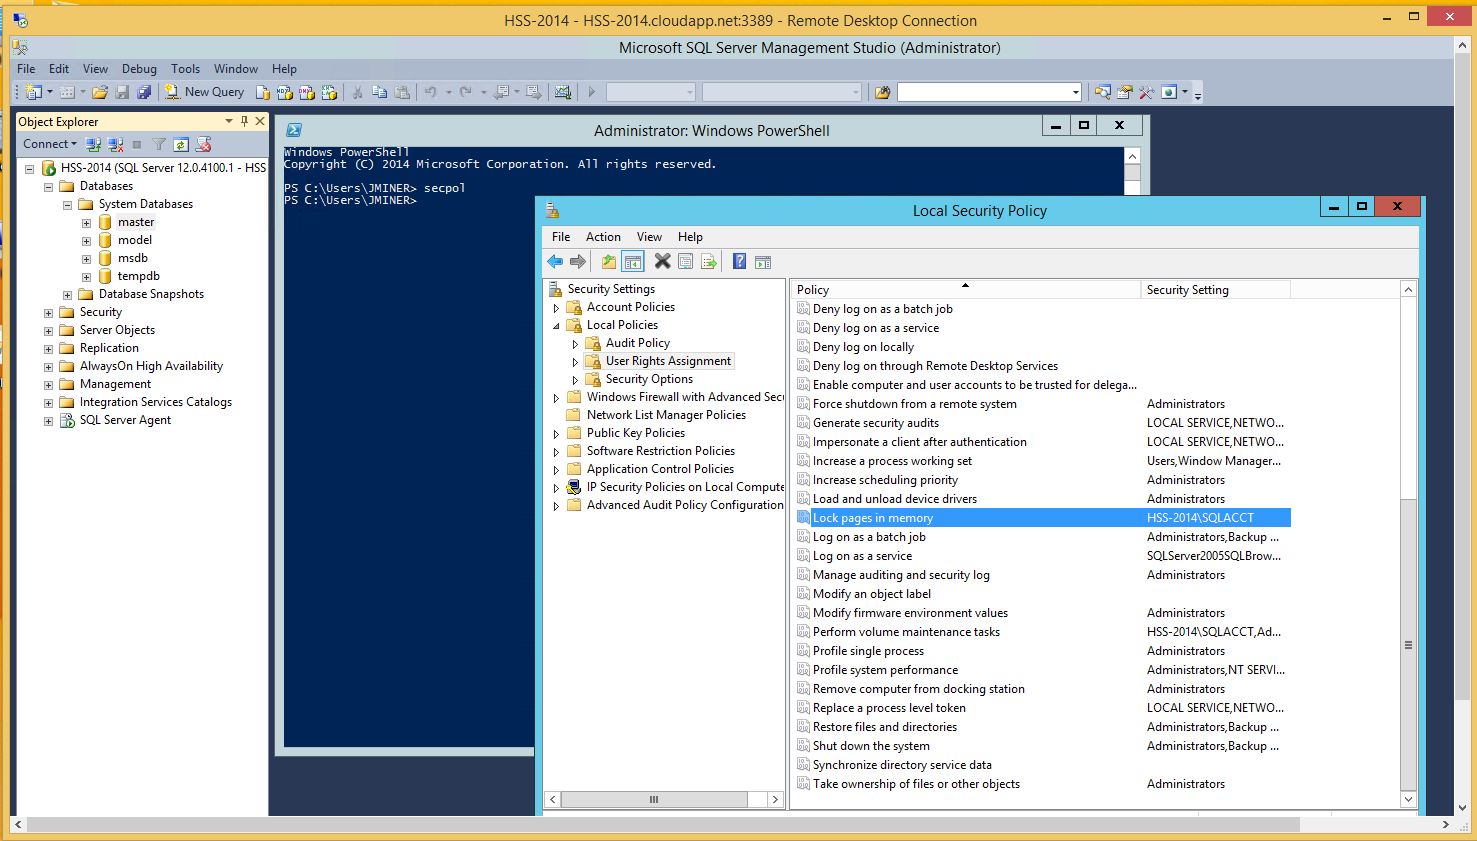 HSS-2014 - HSS-2014.cloudapp.net:3389 - Remote Desktop Connection
Microsoft SQL Server Management Studio (Administrator)
File Edit View Debug Tools Window Help
New Query
Object Explorer
Connect
HSS-2014 (SQL Server 12.0.4100.1 - HSS
Databases
System Databases
master
model
msdb
tempdb
Database Snapshots
Security
Server Objects
Replication
AlwaysOn High Availability
Management
Integration Services Catalogs
SQL Server Agent
Administrator: Windows PowerShell
Windows PowerShell
Copyright (C) 2014 Microsoft Corporation. All rights reserved.
PS C:\Users\JMINER> secpol
PS C:\Users\JMINER>
Local Security Policy
File Action View Help
Security Settings
Account Policies
Local Policies
Audit Policy
User Rights Assignment
Security Options
Windows Firewall with Advanced Secu
Network List Manager Policies
Public Key Policies
Software Restriction Policies
Application Control Policies
IP Security Policies on Local Compute
Advanced Audit Policy Configuration
Policy Security Setting
Deny log on as a batch job
Deny log on as a service
Deny log on locally
Deny log on through Remote Desktop Services
Enable computer and user accounts to be trusted for delega...
Force shutdown from a remote system Administrators
Generate security audits LOCAL SERVICE,NETWO...
Impersonate a client after authentication LOCAL SERVICE,NETWO...
Increase a process working set Users,Window Manager...
Increase scheduling priority Administrators
Load and unload device drivers Administrators
Lock pages in memory HSS-2014\SQLACCT
Log on as a batch job Administrators,Backup ...
Log on as a service SQLServer2005SQLBrow...
Manage auditing and security log Administrators
Modify an object label
Modify firmware environment values Administrators
Perform volume maintenance tasks HSS-2014\SQLACCT,Ad...
Profile single process Administrators
Profile system performance Administrators,NT SERVI...
Remove computer from docking station Administrators
Replace a process level token LOCAL SERVICE,NETWO...
Restore files and directories Administrators,Backup ...
Shut down the system Administrators,Backup ...
Synchronize directory service data
Take ownership of files or other objects Administrators